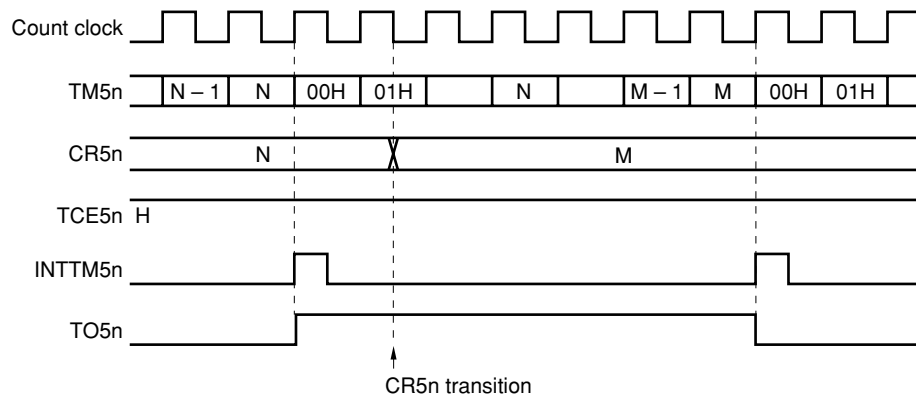 Count clock
TM5n N – 1 N 00H 01H N M – 1 M 00H 01H
CR5n N M
TCE5n H
INTTM5n
TO5n
CR5n transition